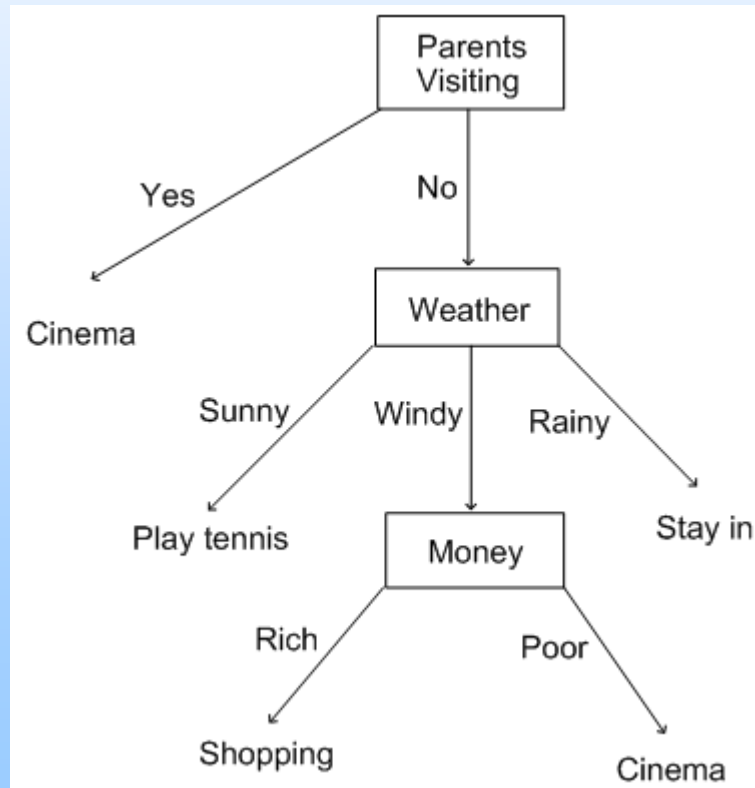 Parents
Visiting
Yes
No
Cinema
Weather
Sunny
Windy
Rainy
Play tennis
Money
Stay in
Rich
Poor
Shopping
Cinema